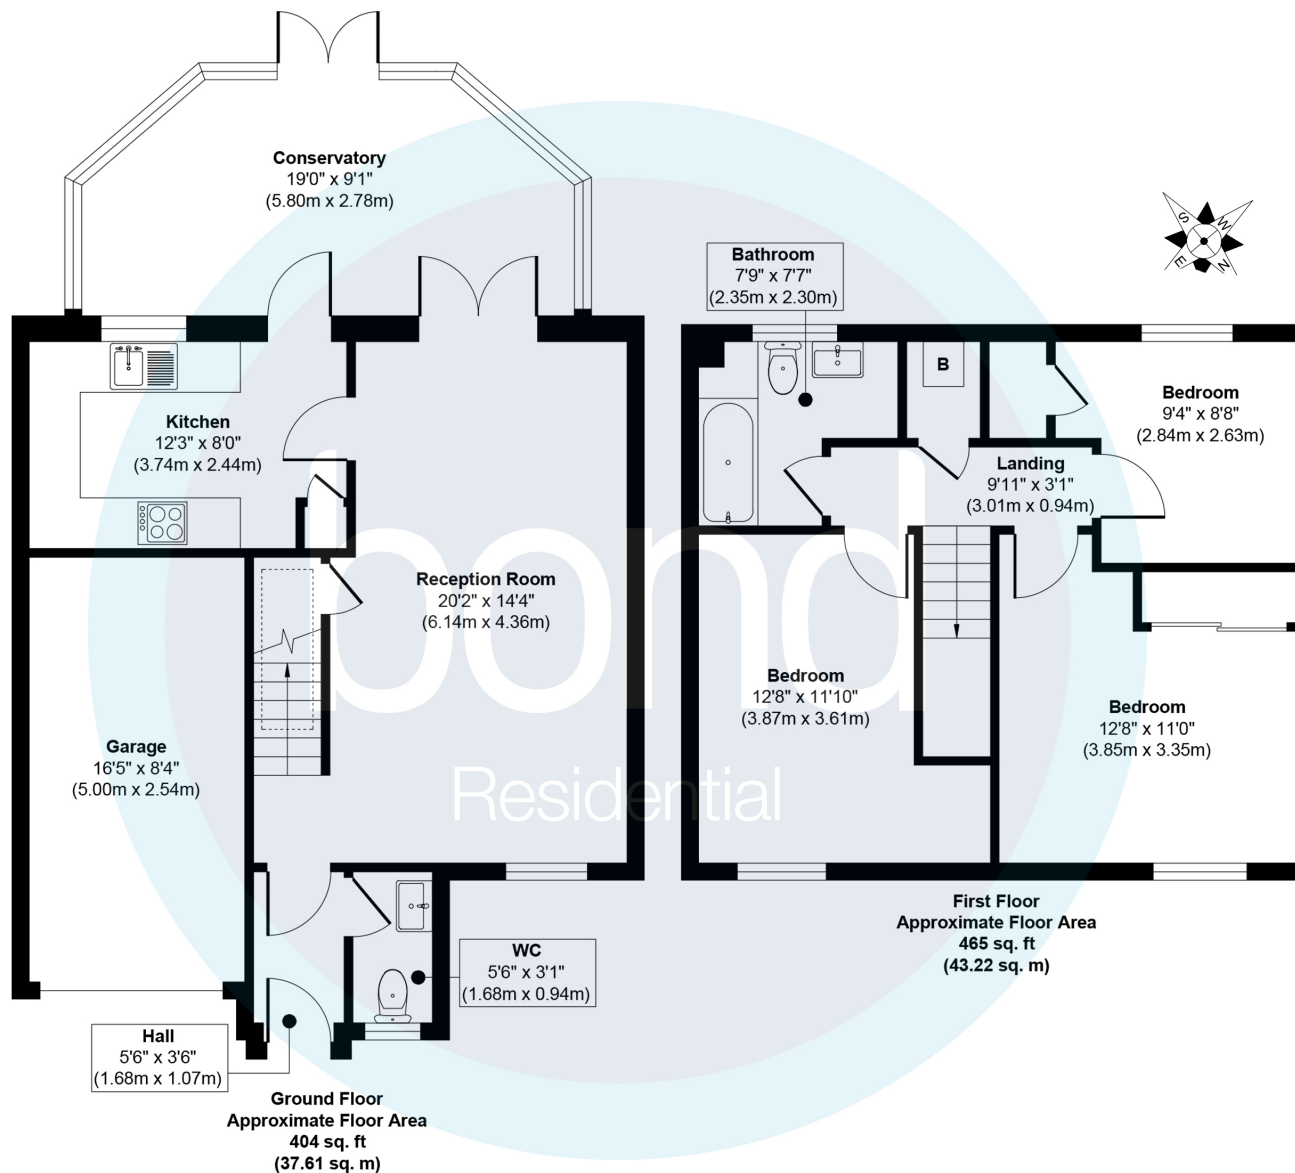 Conservatory
19'0" x 9'1"
(5.80m x 2.78m)
Kitchen
12'3" x 8'0"
(3.74m x 2.44m)
Reception Room
20'2" x 14'4"
(6.14m x 4.36m)
Garage
16'5" x 8'4"
(5.00m x 2.54m)
WC
5'6" x 3'1"
(1.68m x 0.94m)
Hall
5'6" x 3'6"
(1.68m x 1.07m)
Ground Floor
Approximate Floor Area
404 sq. ft
(37.61 sq. m)
Bathroom
7'9" x 7'7"
(2.35m x 2.30m)
B
Bedroom
9'4" x 8'8"
(2.84m x 2.63m)
Landing
9'11" x 3'1"
(3.01m x 0.94m)
Bedroom
12'8" x 11'10"
(3.87m x 3.61m)
Bedroom
12'8" x 11'0"
(3.85m x 3.35m)
First Floor
Approximate Floor Area
465 sq. ft
(43.22 sq. m)
S
W
E
N
bond
Residential